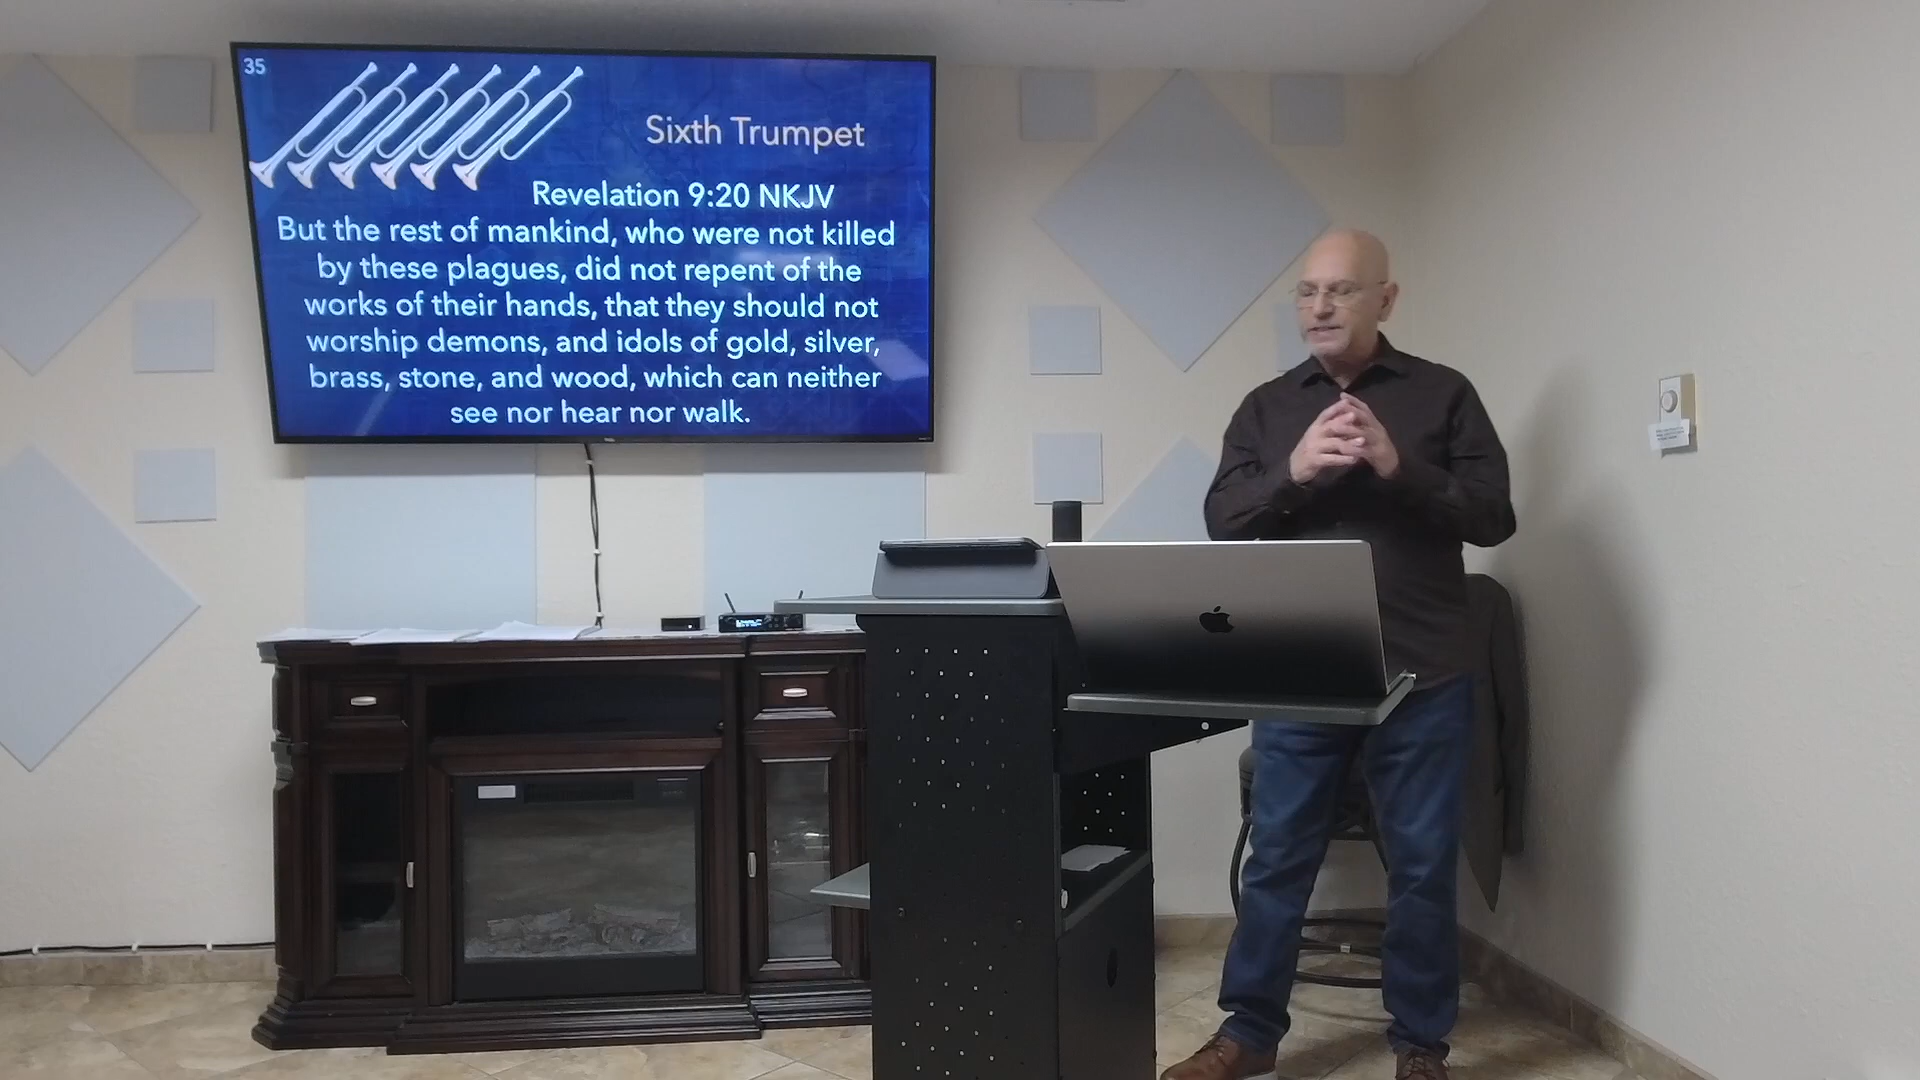 35
Sixth Trumpet
Revelation 9:20 NKJV
But the rest of mankind, who were not killed
by these plagues, did not repent of the
works of their hands, that they should not
worship demons, and idols of gold, silver,
brass, stone, and wood, which can neither
see nor hear nor walk.